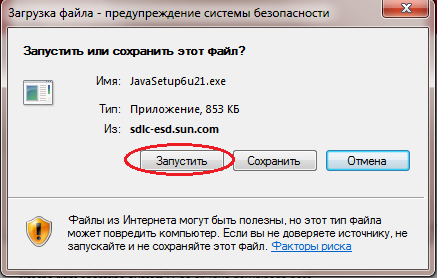 Загрузка файла - предупреждение системы безопасности
Запустить или сохранить этот файл?
Имя: JavaSetup6u21.exe
Тип: Приложение, 853 КБ
Из: sdlc-esd.sun.com
Запустить Сохранить Отмена
Файлы из Интернета могут быть полезны, но этот тип файла
может повредить компьютер. Если вы не доверяете источнику, не
запускайте и не сохраняйте этот файл. Факторы риска